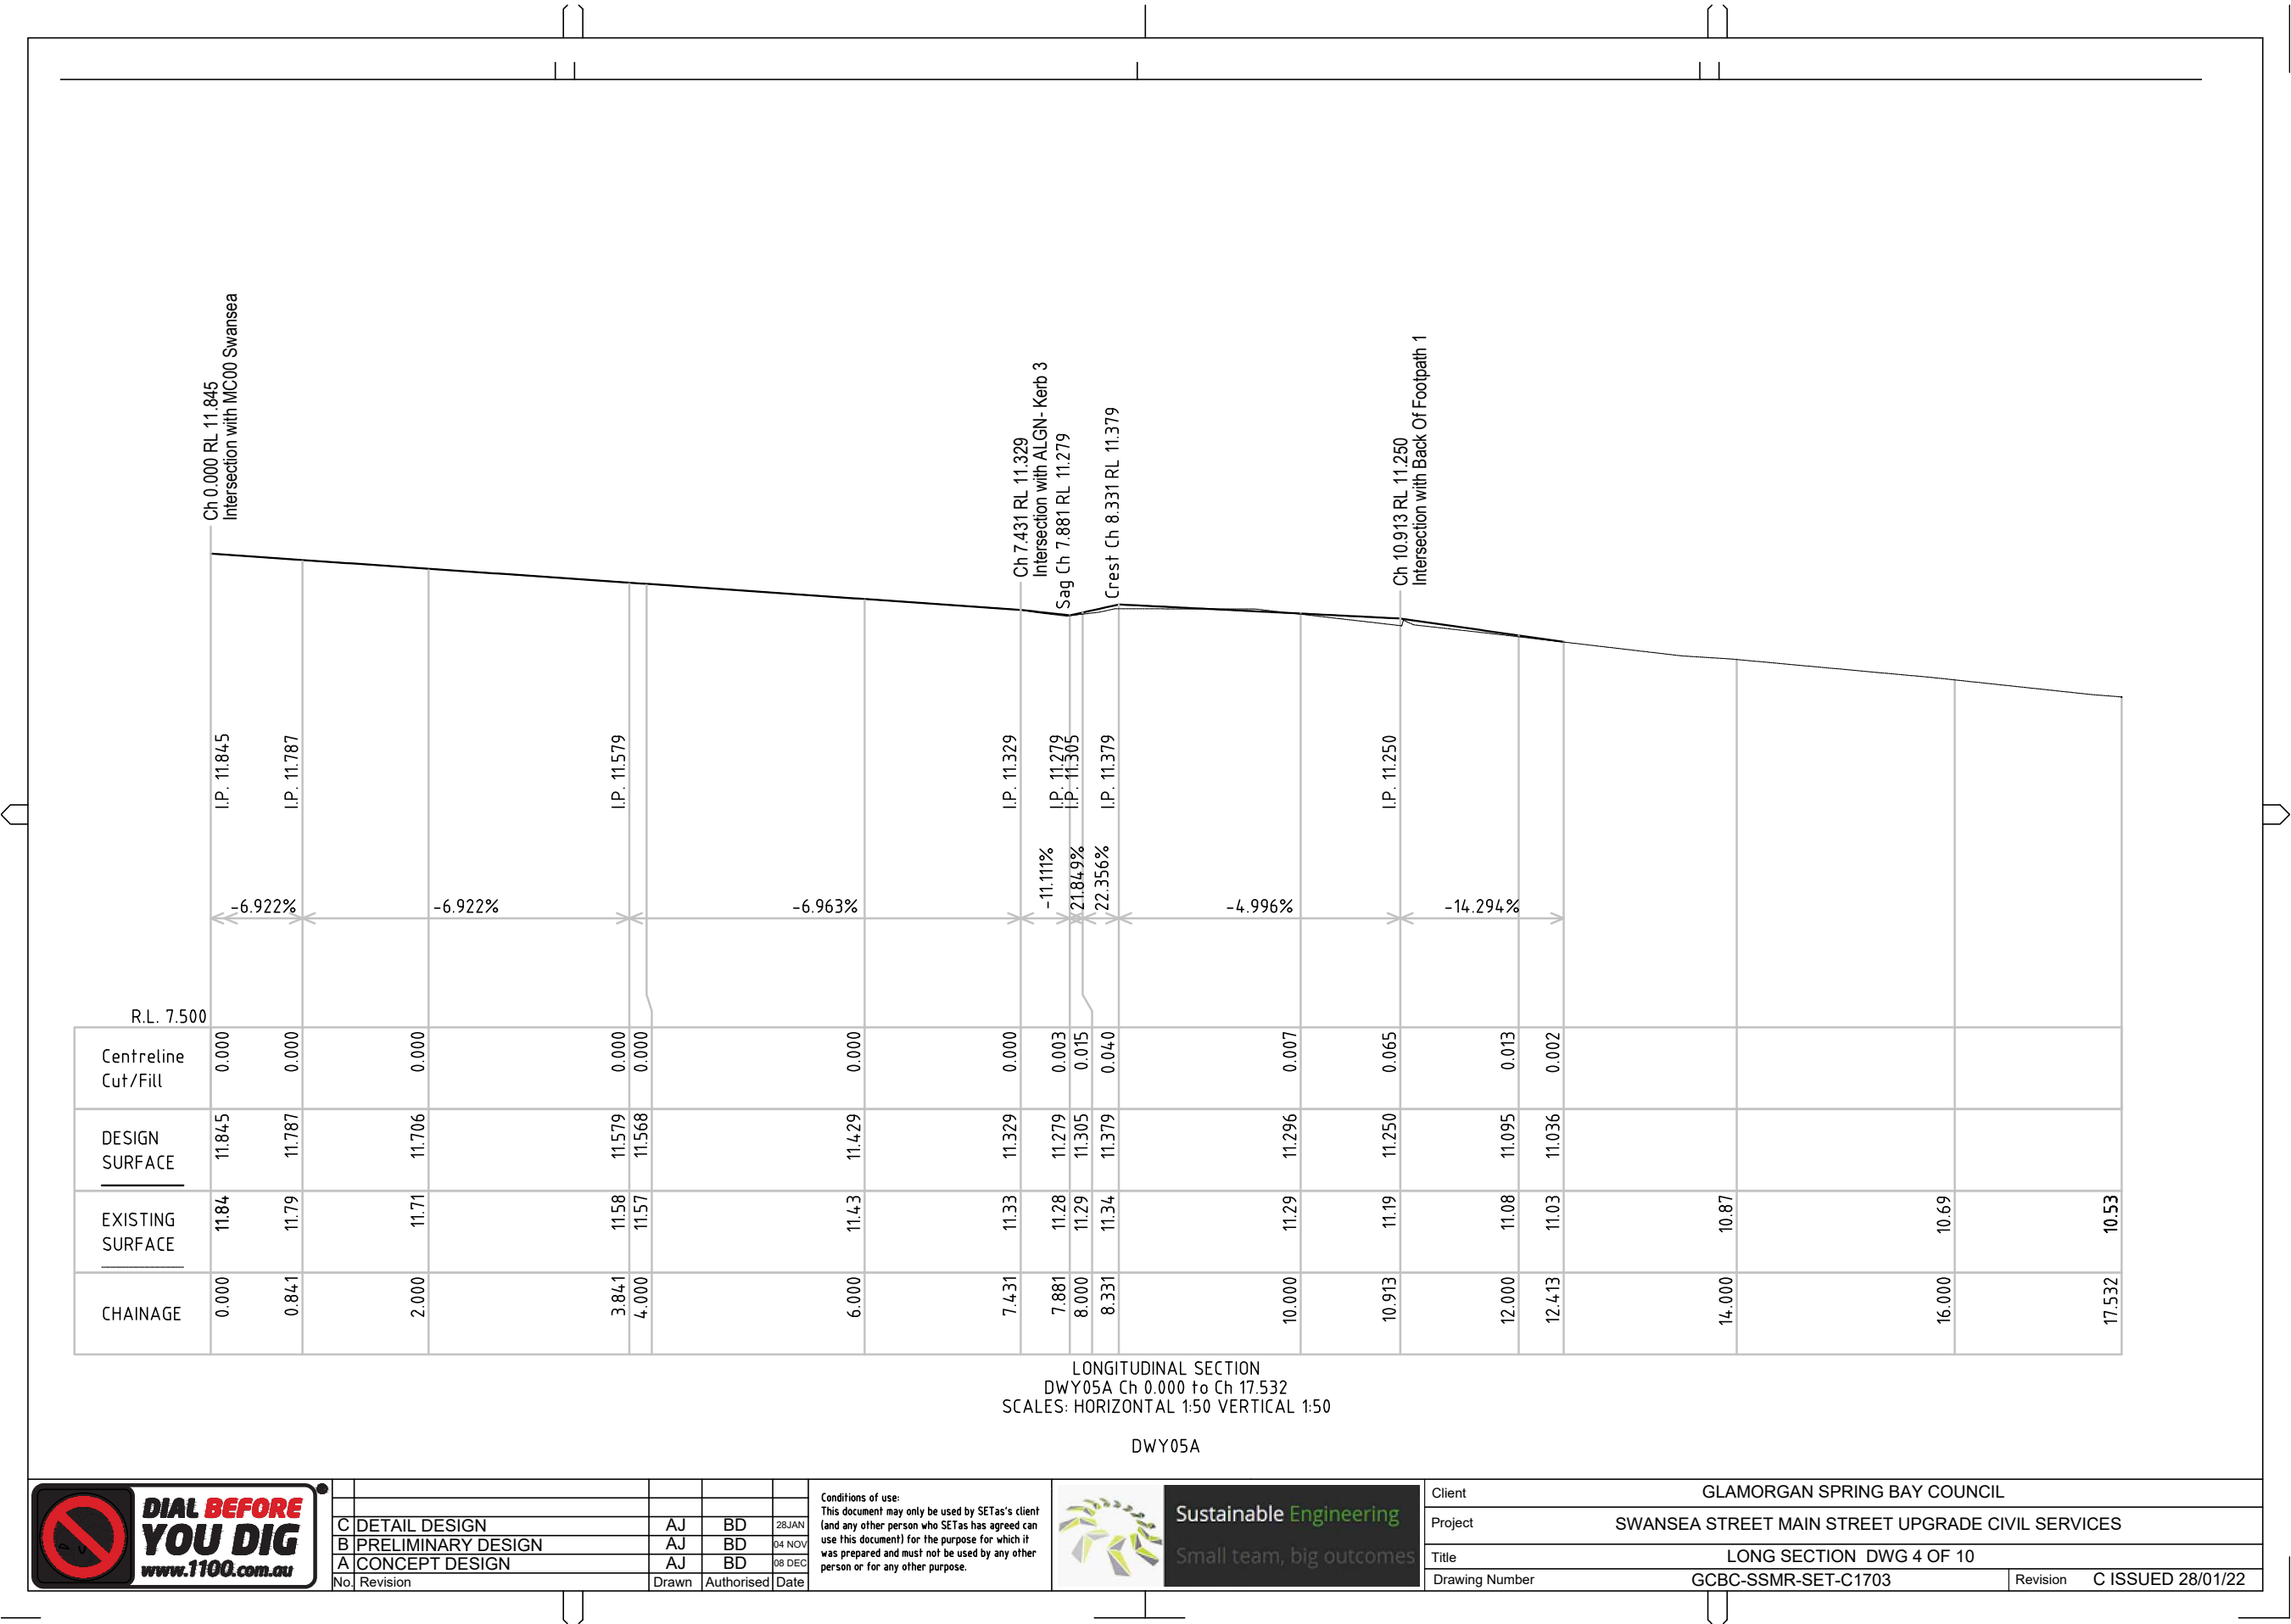 Ch 0.000 RL 11.845
Intersection with MC00 Swansea
Ch 7.431 RL 11.329
Intersection with ALGN- Kerb 3
Sag Ch 7.881 RL 11.279
Crest Ch 8.331 RL 11.379
Ch 10.913 RL 11.250
Intersection with Back Of Footpath 1
I.P. 11.845
I.P. 11.787
I.P. 11.579
I.P. 11.329
I.P. 11.279
I.P. 11.305
I.P. 11.379
I.P. 11.250
-6.922%
-6.922%
-6.963%
-11.111%
21.849%
22.356%
-4.996%
-14.294%
R.L. 7.500
Centreline
Cut/Fill
0.000 0.000 0.000 0.000 0.000 0.000 0.000 0.003 0.015 0.040 0.007 0.065 0.013 0.002
DESIGN
SURFACE
11.845 11.787 11.706 11.579 11.568 11.429 11.329 11.279 11.305 11.379 11.296 11.250 11.095 11.036
EXISTING
SURFACE
11.84 11.79 11.71 11.58 11.57 11.43 11.33 11.28 11.29 11.34 11.29 11.19 11.08 11.03 10.87 10.69 10.53
CHAINAGE
0.000 0.841 2.000 3.841 4.000 6.000 7.431 7.881 8.000 8.331 10.000 10.913 12.000 12.413 14.000 16.000 17.532
LONGITUDINAL SECTION
DWY05A Ch 0.000 to Ch 17.532
SCALES: HORIZONTAL 1:50 VERTICAL 1:50
DWY05A
DIAL BEFORE
YOU DIG
www.1100.com.au
C DETAIL DESIGN AJ BD 28JAN
B PRELIMINARY DESIGN AJ BD 04 NOV
A CONCEPT DESIGN AJ BD 08 DEC
No. Revision Drawn Authorised Date
Conditions of use:
This document may only be used by SETas's client
(and any other person who SETas has agreed can
use this document) for the purpose for which it
was prepared and must not be used by any other
person or for any other purpose.
Sustainable Engineering
Small team, big outcomes
Client GLAMORGAN SPRING BAY COUNCIL
Project SWANSEA STREET MAIN STREET UPGRADE CIVIL SERVICES
Title LONG SECTION DWG 4 OF 10
Drawing Number GCBC-SSMR-SET-C1703 Revision C ISSUED 28/01/22